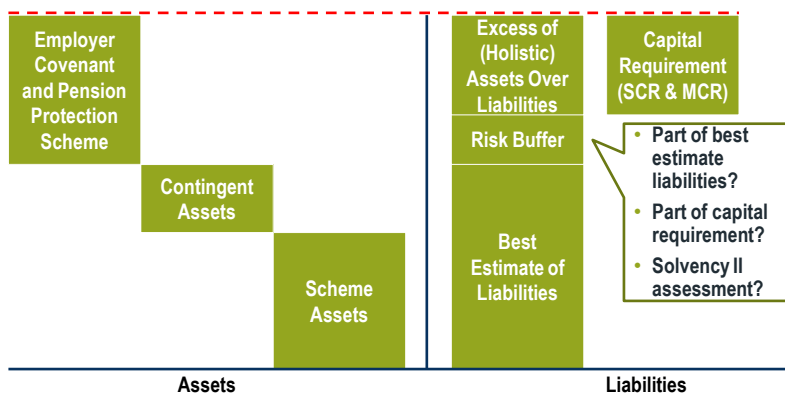 Employer
Covenant
and Pension
Protection
Scheme
Contingent
Assets
Scheme
Assets
Excess of
(Holistic)
Assets Over
Liabilities
Risk Buffer
Best
Estimate of
Liabilities
Capital
Requirement
(SCR & MCR)
• Part of best
estimate
liabilities?
• Part of capital
requirement?
• Solvency II
assessment?
Assets
Liabilities